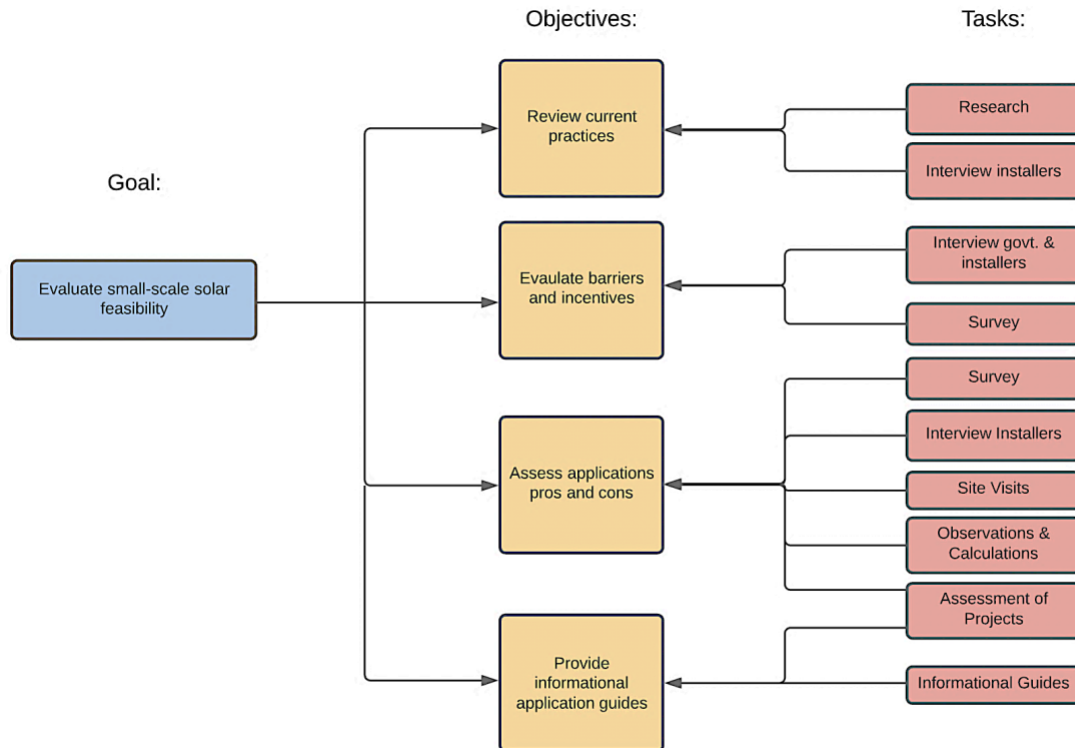 Goal:
Evaluate small-scale solar
feasibility
Objectives:
Review current
practices
Evaulate barriers
and incentives
Assess applications
pros and cons
Provide
informational
application guides
Tasks:
Research
Interview installers
Interview govt. &
installers
Survey
Survey
Interview Installers
Site Visits
Observations &
Calculations
Assessment of
Projects
Informational Guides